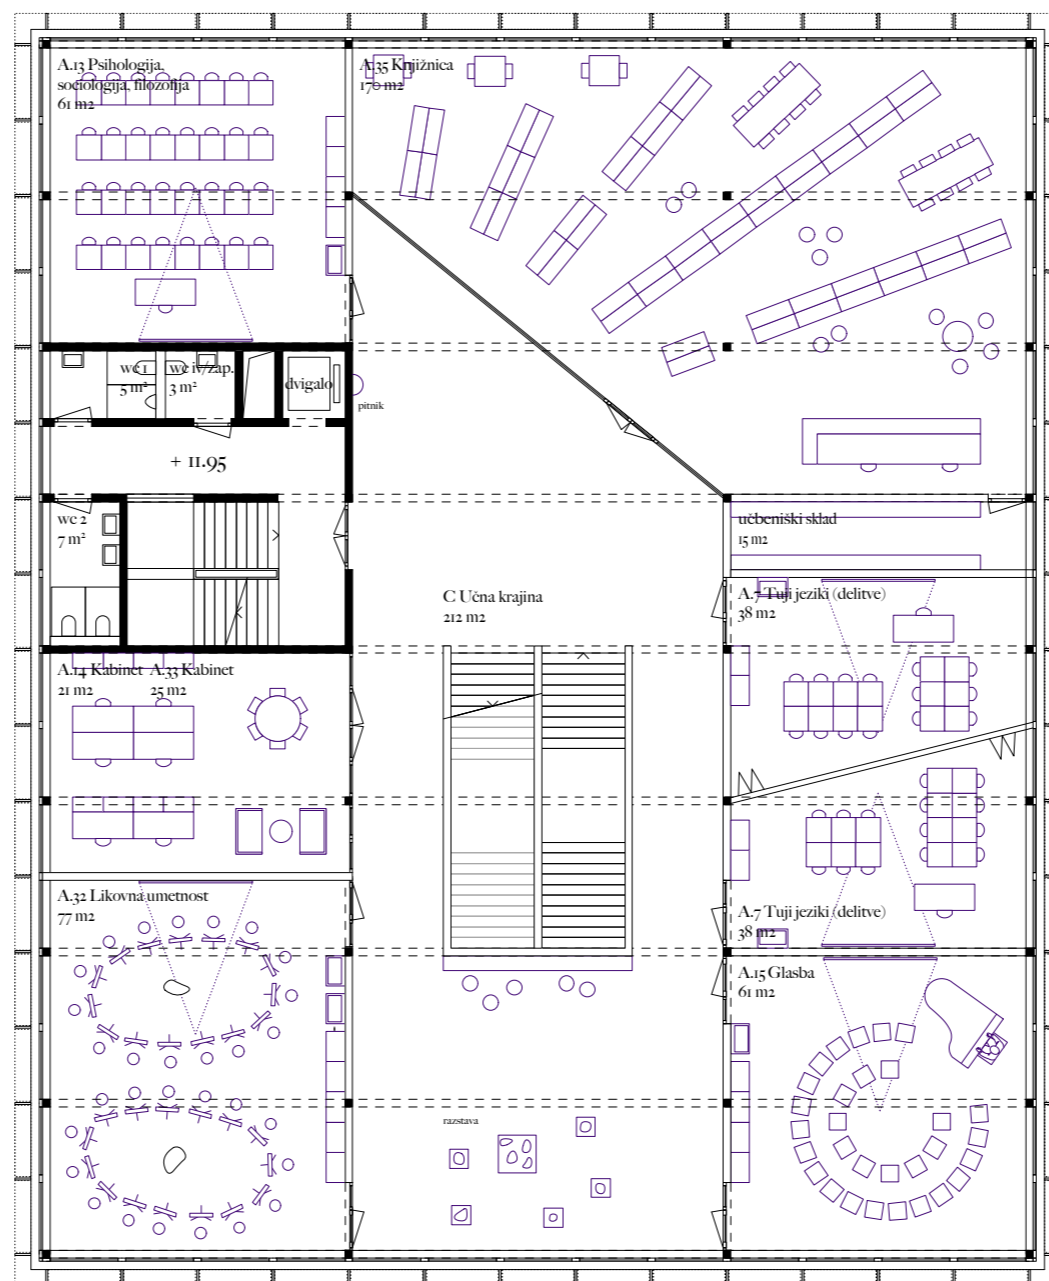 A.13 Psihologija,
sociologija, filozofija
61 m2
A.35 Knjižnica
170 m2
wc 1
5 m²
wc iv/zap.
3 m²
dvigalo
pitnik
+ 11.95
wc 2
7 m²
učbeniški sklad
15 m2
C Učna krajina
212 m2
A.7 Tuji jeziki (delitve)
38 m2
A.14 Kabinet
21 m2
A.33 Kabinet
25 m2
A.32 Likovna umetnost
77 m2
A.7 Tuji jeziki (delitve)
38 m2
A.15 Glasba
61 m2
razstava